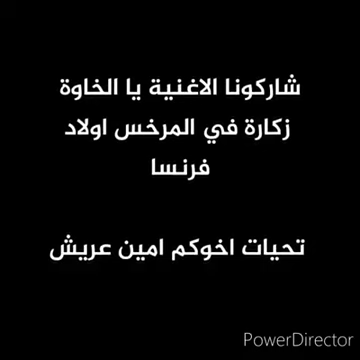 شاركونا الاغنية يا الخاوة
زكارة في المرخس اولاد
فرنسا
تحيات اخوكم امين عريش
PowerDirector